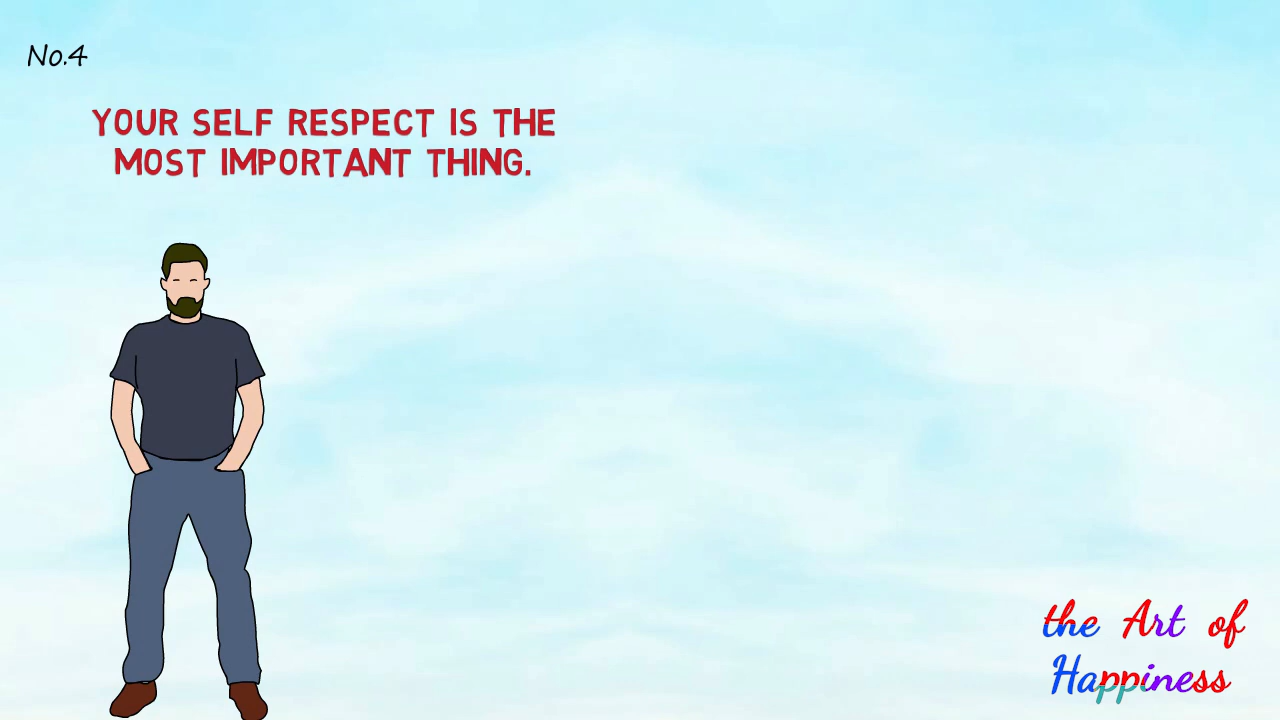 No.4
YOUR SELF RESPECT IS THE
MOST IMPORTANT THING.
the Art of
Happiness